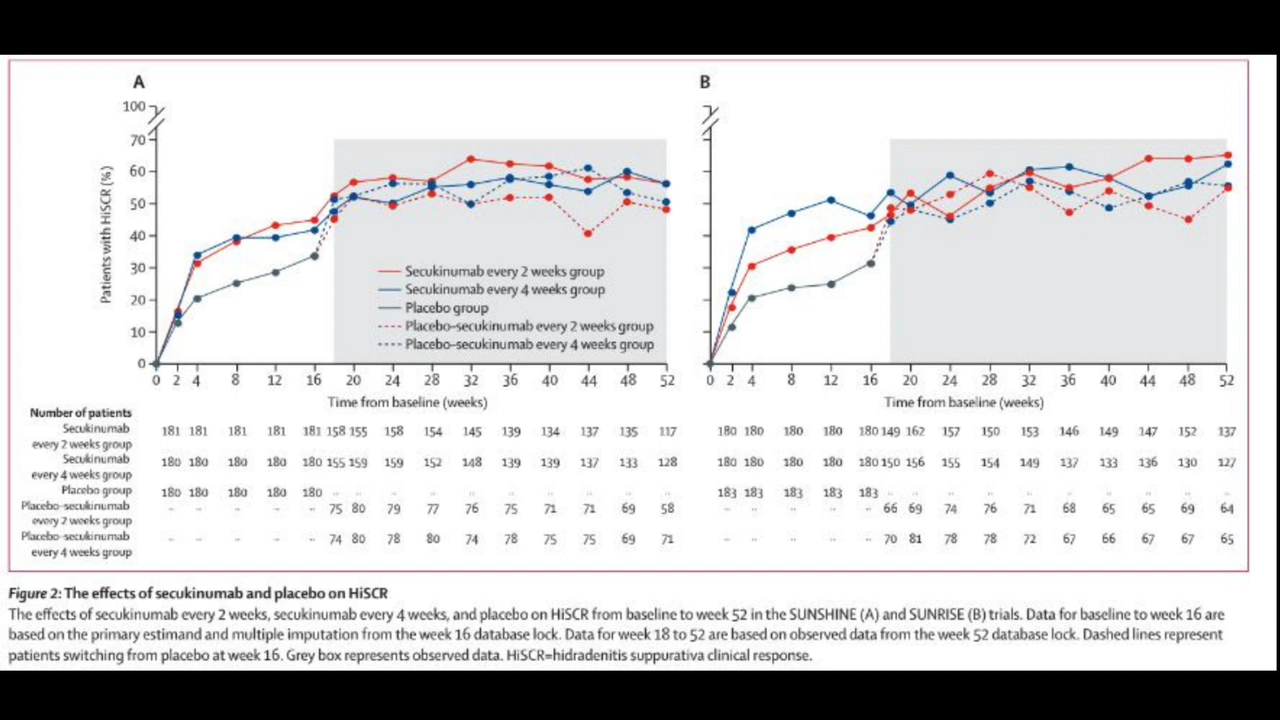 A
B
100
70
60
50
40
30
20
10
0
Patients with HiSCR (%)
Secukinumab every 2 weeks group
Secukinumab every 4 weeks group
Placebo group
Placebo–secukinumab every 2 weeks group
Placebo–secukinumab every 4 weeks group
0 2 4 8 12 16 20 24 28 32 36 40 44 48 52
0 2 4 8 12 16 20 24 28 32 36 40 44 48 52
Time from baseline (weeks)
Time from baseline (weeks)
Number of patients
Secukinumab every 2 weeks group
181 181 181 181 181 158 155 158 154 145 139 134 137 135 117
180 180 180 180 180 149 162 157 150 153 146 149 147 152 137
Secukinumab every 4 weeks group
180 180 180 180 180 155 159 159 152 148 139 139 137 133 128
180 180 180 180 180 150 156 155 154 149 137 133 136 130 127
Placebo group
180 180 180 180 180 .. .. .. .. .. .. .. .. .. ..
183 183 183 183 183 .. .. .. .. .. .. .. .. .. ..
Placebo–secukinumab every 2 weeks group
.. .. .. .. .. 75 80 79 77 76 75 71 71 69 58
.. .. .. .. .. 66 69 74 76 71 68 65 65 69 64
Placebo–secukinumab every 4 weeks group
.. .. .. .. .. 74 80 78 80 74 78 75 75 69 71
.. .. .. .. .. 70 81 78 78 72 67 66 67 67 65
Figure 2: The effects of secukinumab and placebo on HiSCR
The effects of secukinumab every 2 weeks, secukinumab every 4 weeks, and placebo on HiSCR from baseline to week 52 in the SUNSHINE (A) and SUNRISE (B) trials. Data for baseline to week 16 are
based on the primary estimand and multiple imputation from the week 16 database lock. Data for week 18 to 52 are based on observed data from the week 52 database lock. Dashed lines represent
patients switching from placebo at week 16. Grey box represents observed data. HiSCR=hidradenitis suppurativa clinical response.